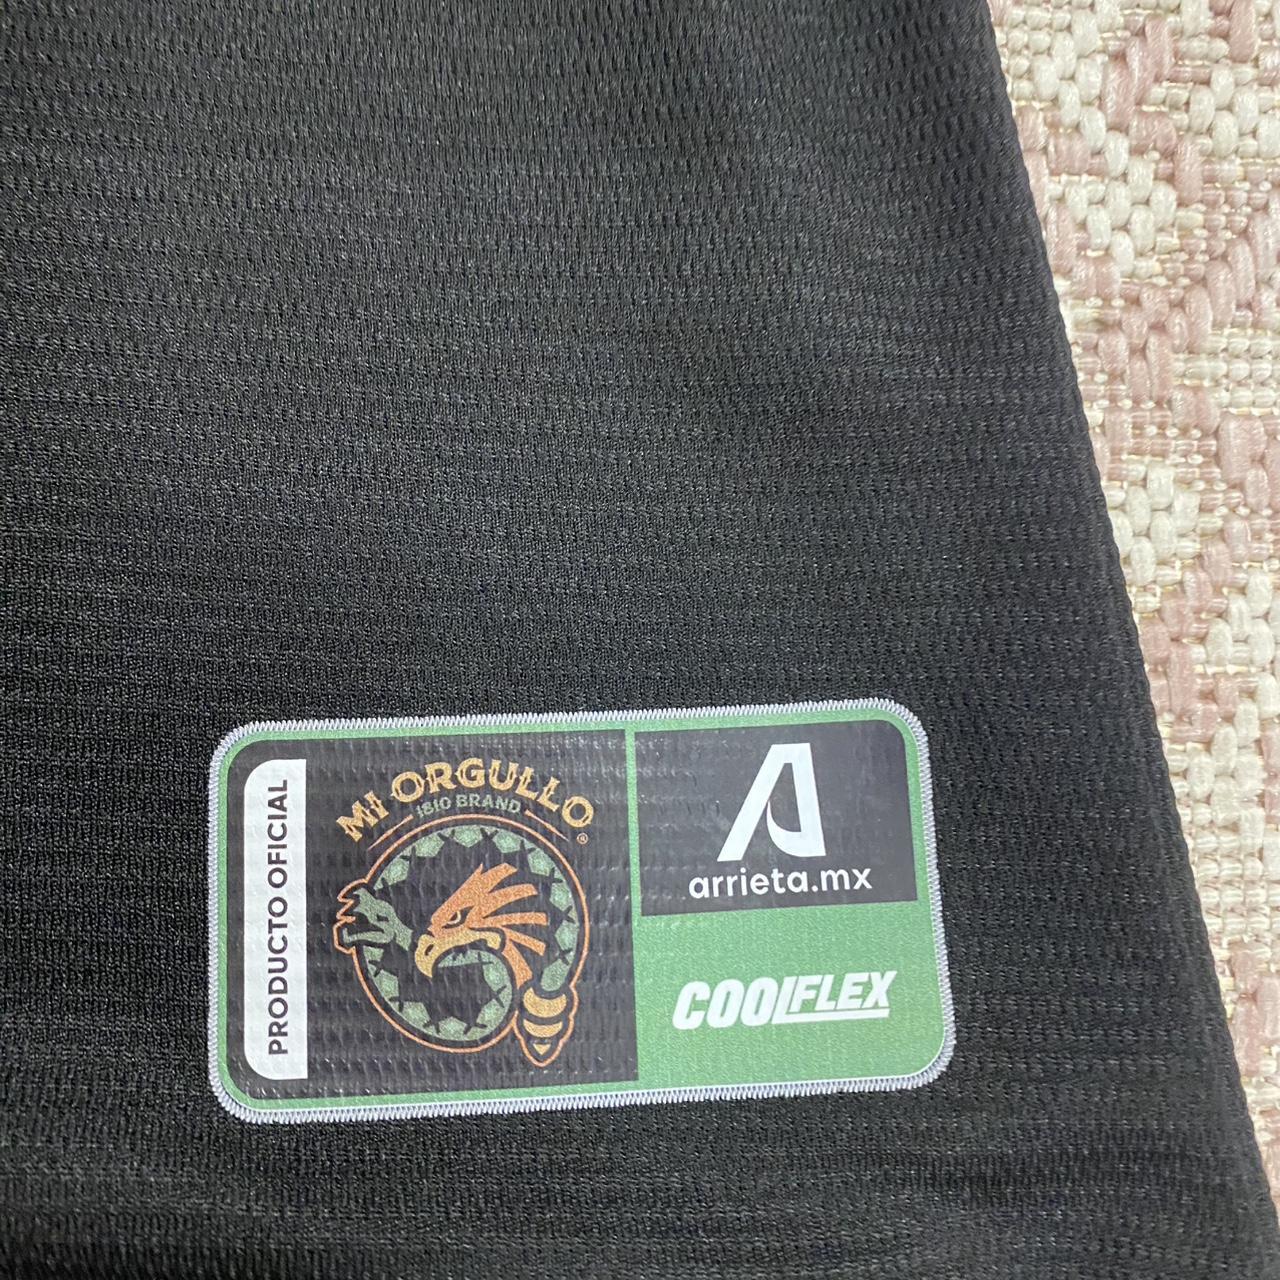 PRODUCTO OFICIAL
MI ORGULLO
1810 BRAND
®
arrieta.mx
COOLFLEX